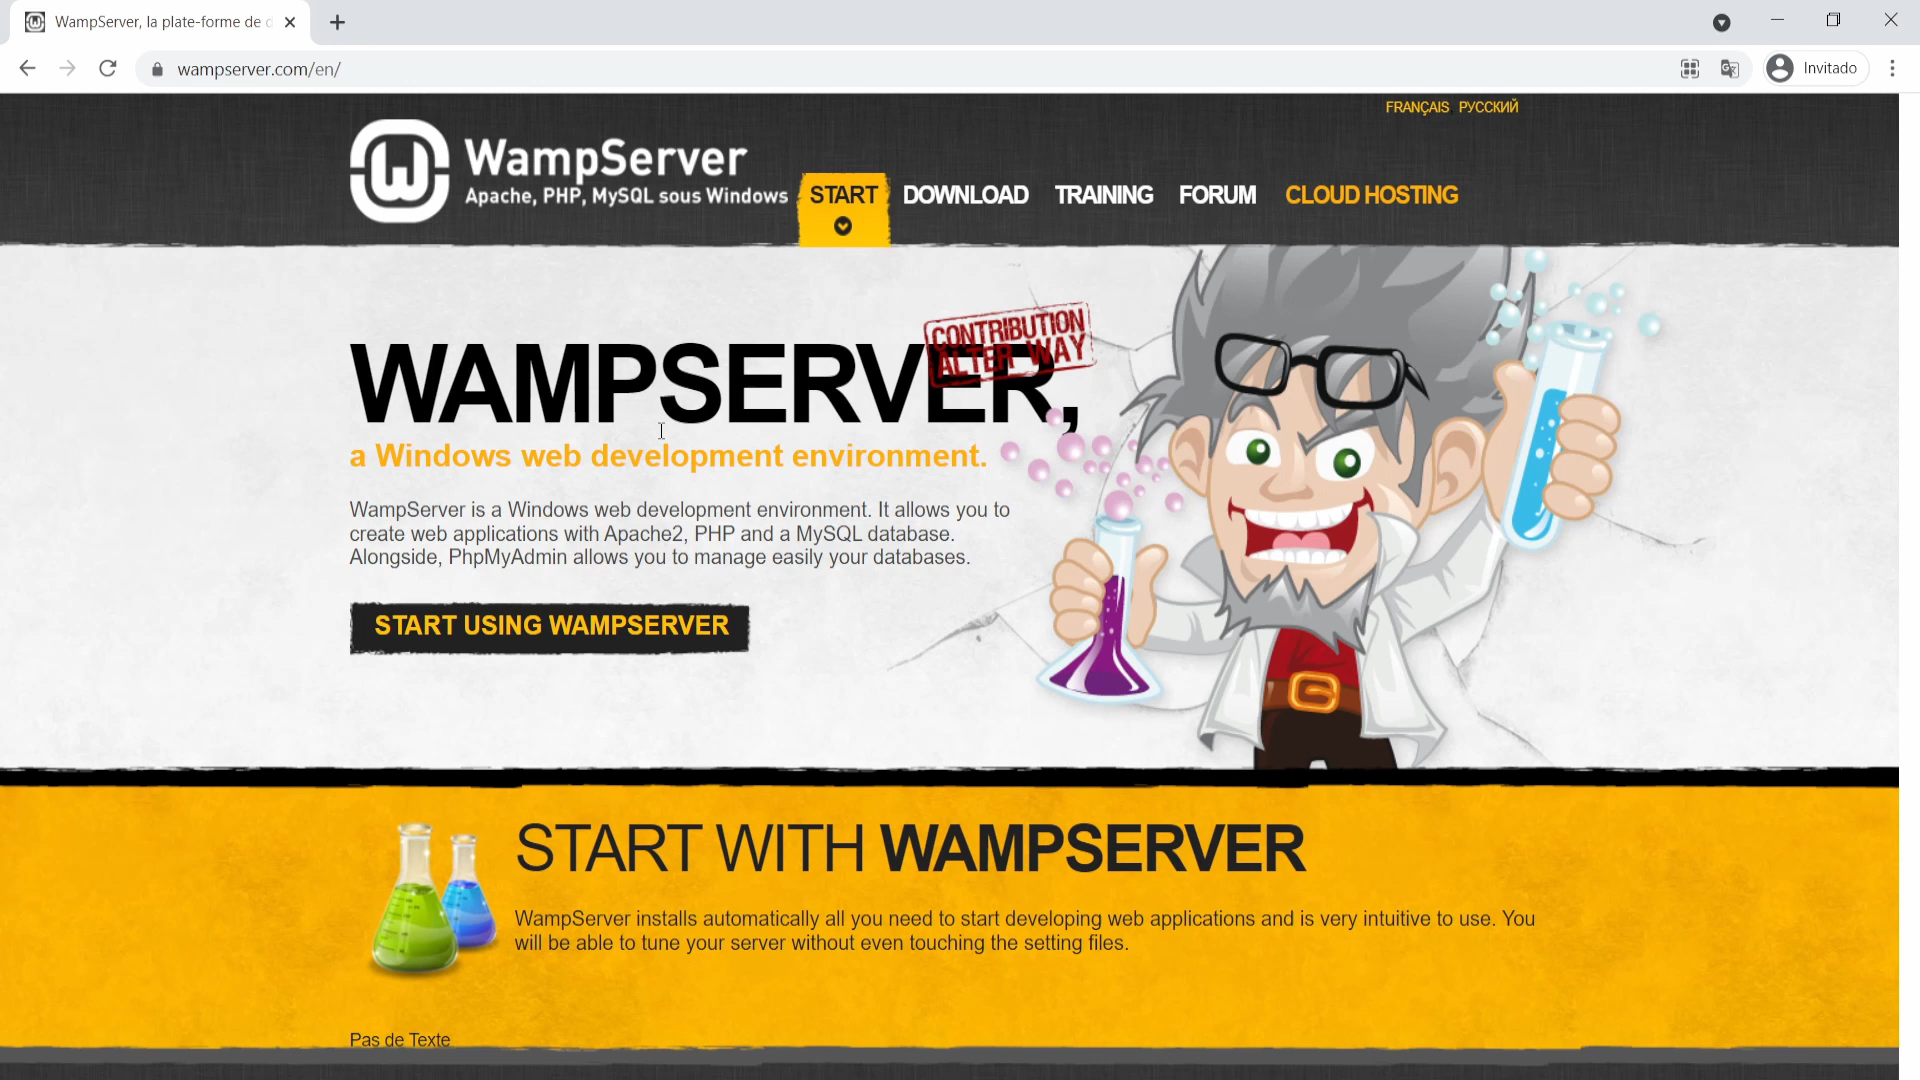 WampServer, la plate-forme de d
wampserver.com/en/
Invitado
FRANÇAIS РУССКИЙ
WampServer
Apache, PHP, MySQL sous Windows
START
DOWNLOAD
TRAINING
FORUM
CLOUD HOSTING
CONTRIBUTION
ALTER WAY
WAMPSERVER,
a Windows web development environment.
WampServer is a Windows web development environment. It allows you to
create web applications with Apache2, PHP and a MySQL database.
Alongside, PhpMyAdmin allows you to manage easily your databases.
START USING WAMPSERVER
START WITH WAMPSERVER
WampServer installs automatically all you need to start developing web applications and is very intuitive to use. You
will be able to tune your server without even touching the setting files.
Pas de Texte